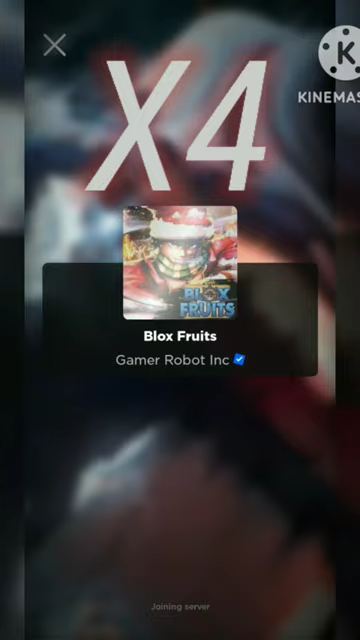 X4
KINEMAS
BLOX
FRUITS
Blox Fruits
Gamer Robot Inc
Joining server